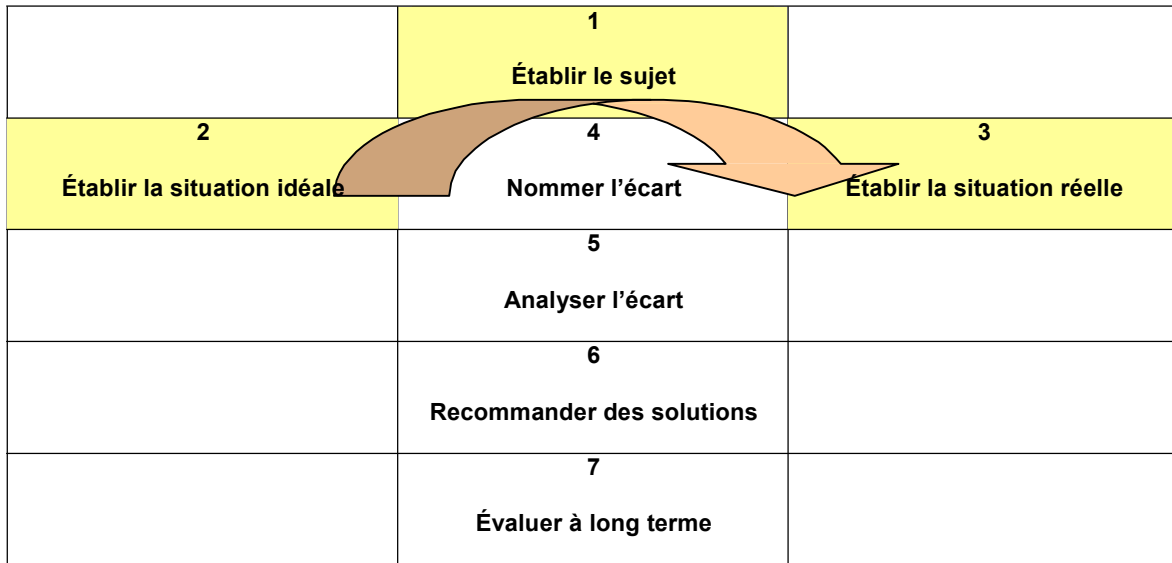 1
Établir le sujet
2
Établir la situation idéale
4
Nommer l'écart
3
Établir la situation réelle
5
Analyser l'écart
6
Recommander des solutions
7
Évaluer à long terme